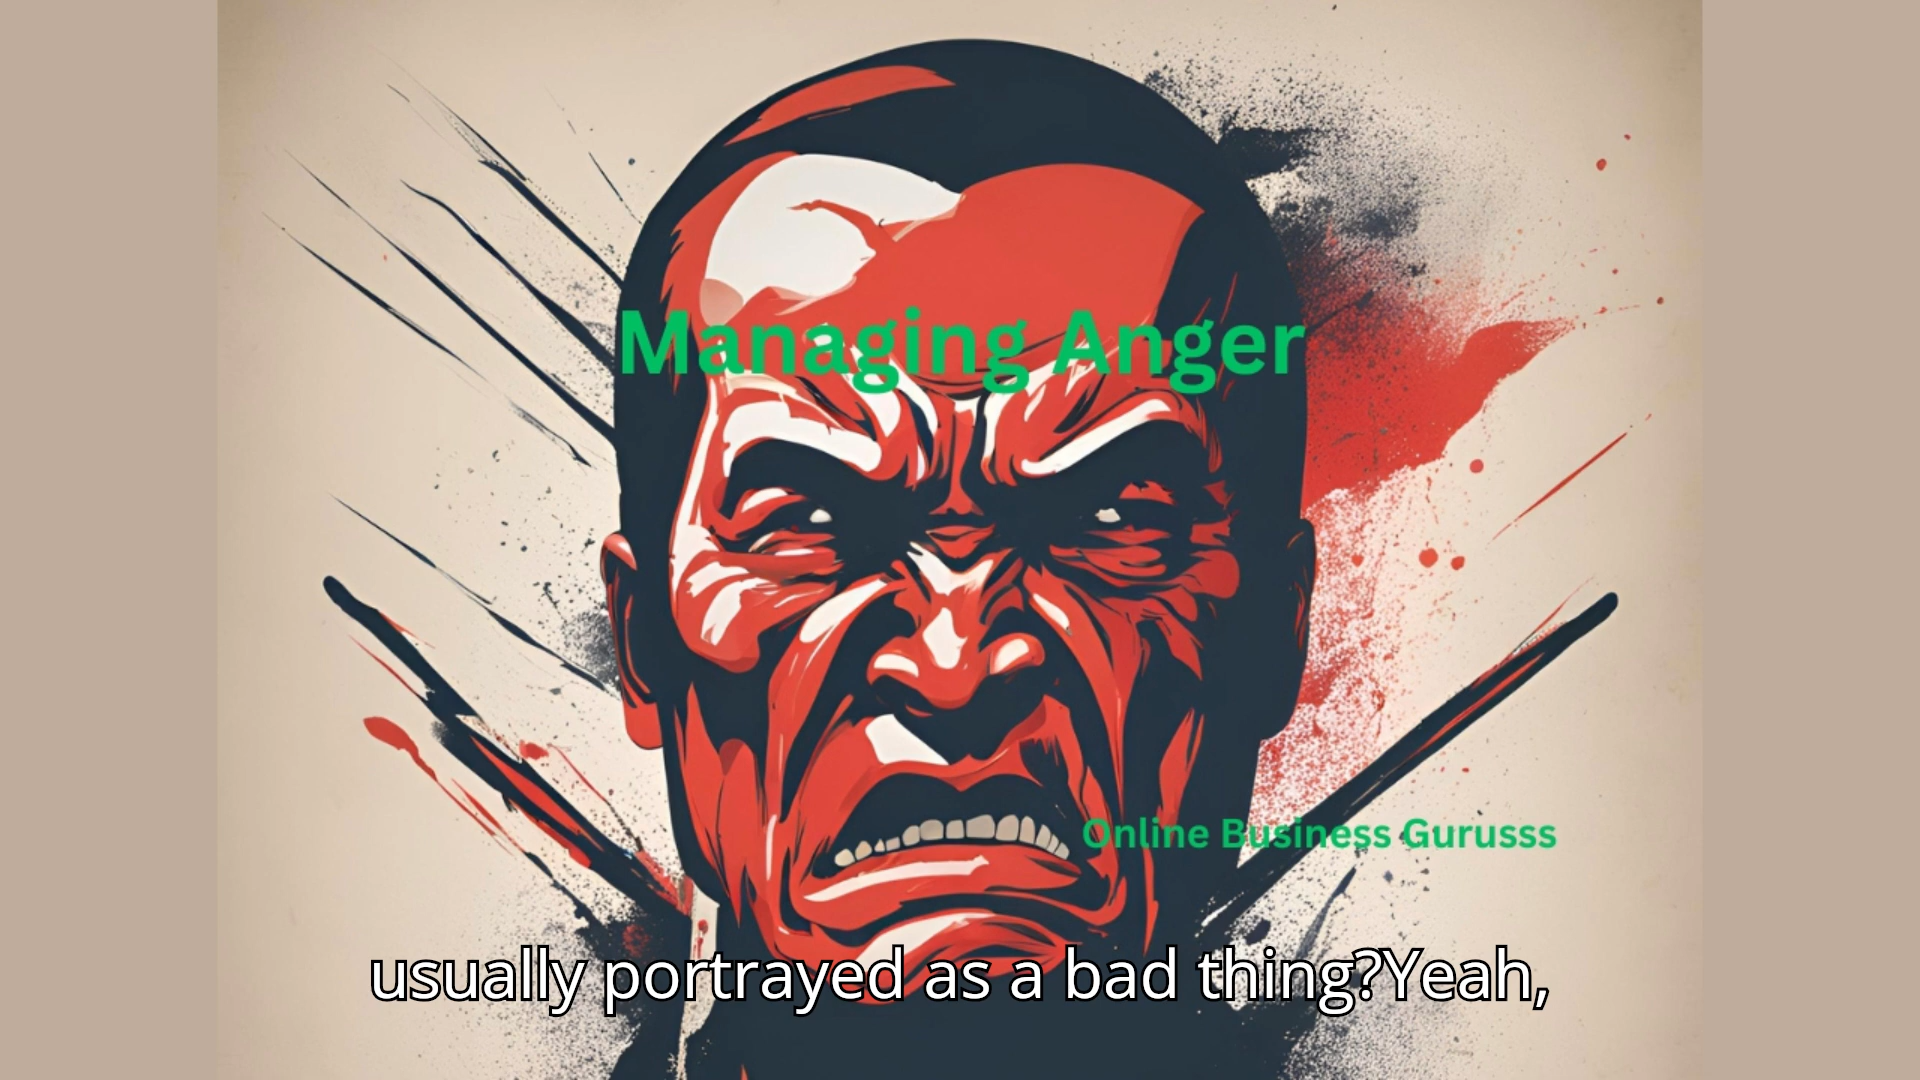 Managing Anger
Online Business Gurusss
usually portrayed as a bad thing?Yeah,